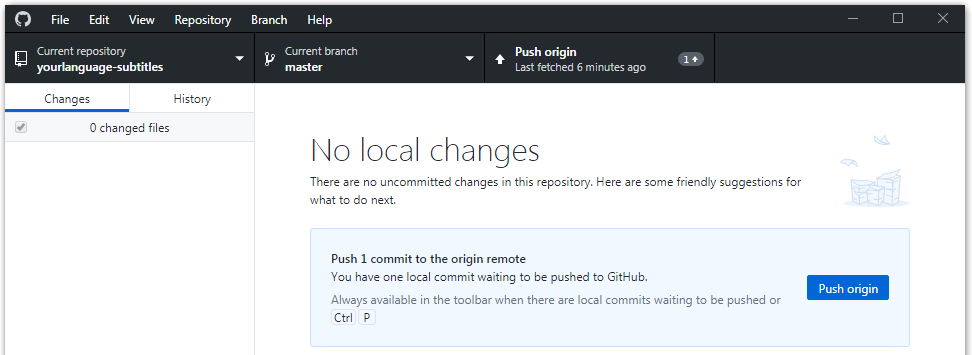 File Edit View Repository Branch Help
Current repository
yourlanguage-subtitles
Current branch
master
Push origin
Last fetched 6 minutes ago
1
Changes
History
0 changed files
No local changes
There are no uncommitted changes in this repository. Here are some friendly suggestions for
what to do next.
Push 1 commit to the origin remote
You have one local commit waiting to be pushed to GitHub.
Always available in the toolbar when there are local commits waiting to be pushed or
Ctrl P
Push origin